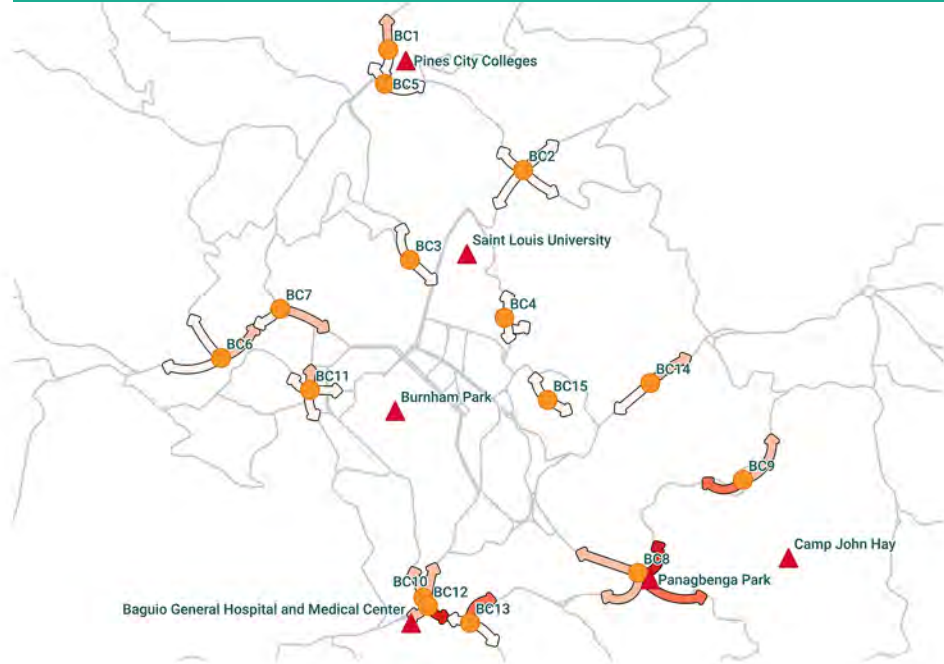 BC1
Pines City Colleges
BC5
BC2
Saint Louis University
BC3
BC7
BC4
BC6
BC14
BC11
BC15
Burnham Park
BC9
Camp John Hay
BC8
Panagbenga Park
BC10
BC12
Baguio General Hospital and Medical Center
BC13